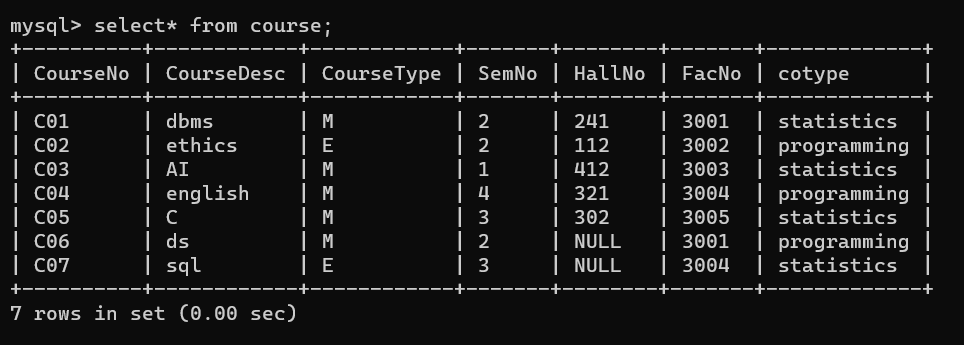 mysql> select* from course;
+----------+------------+------------+-------+--------+-------+-------------+
| CourseNo | CourseDesc | CourseType | SemNo | HallNo | FacNo | cotype      |
+----------+------------+------------+-------+--------+-------+-------------+
| C01      | dbms       | M          | 2     | 241    | 3001  | statistics  |
| C02      | ethics     | E          | 2     | 112    | 3002  | programming |
| C03      | AI         | M          | 1     | 412    | 3003  | statistics  |
| C04      | english    | M          | 4     | 321    | 3004  | programming |
| C05      | C          | M          | 3     | 302    | 3005  | statistics  |
| C06      | ds         | M          | 2     | NULL   | 3001  | programming |
| C07      | sql        | E          | 3     | NULL   | 3004  | statistics  |
+----------+------------+------------+-------+--------+-------+-------------+
7 rows in set (0.00 sec)